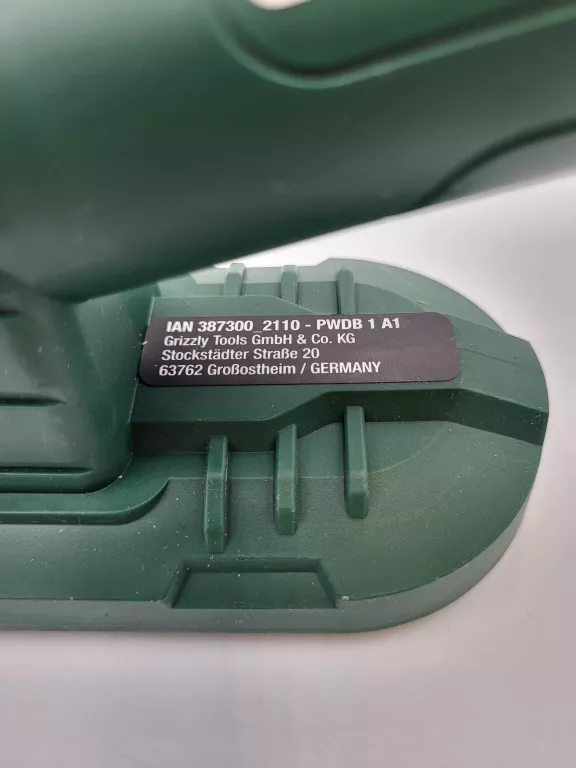 IAN 387300_2110 - PWDB 1 A1
Grizzly Tools GmbH & Co. KG
Stockstädter Straße 20
63762 Großostheim / GERMANY